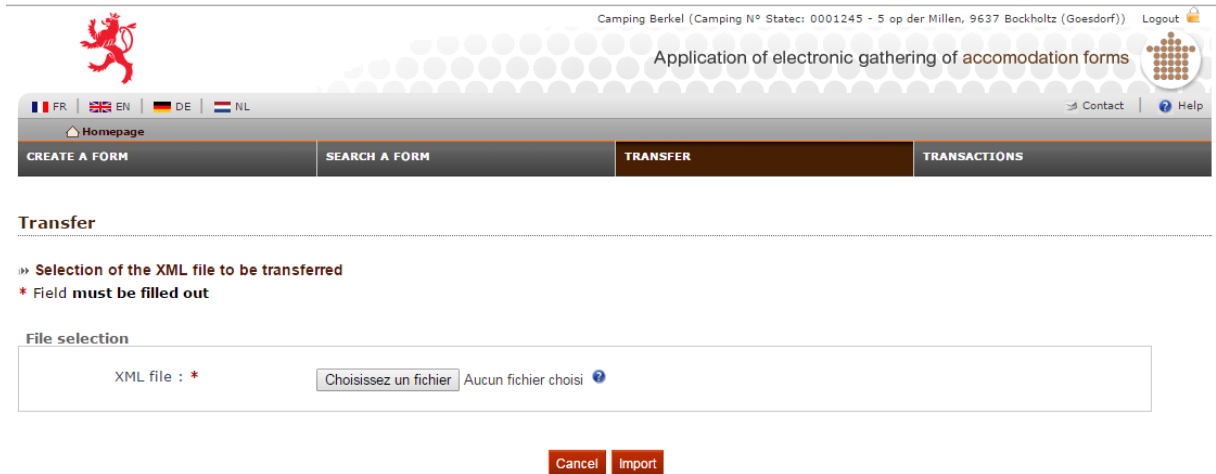 Camping Berkel (Camping Nº Statec: 0001245 - 5 op der Millen, 9637 Bockholtz (Goesdorf)) Logout
Application of electronic gathering of accomodation forms
FR | EN | DE | NL Contact | Help
Homepage
CREATE A FORM SEARCH A FORM TRANSFER TRANSACTIONS
Transfer
Selection of the XML file to be transferred
* Field must be filled out
File selection
XML file : * Choisissez un fichier Aucun fichier choisi ?
Cancel Import